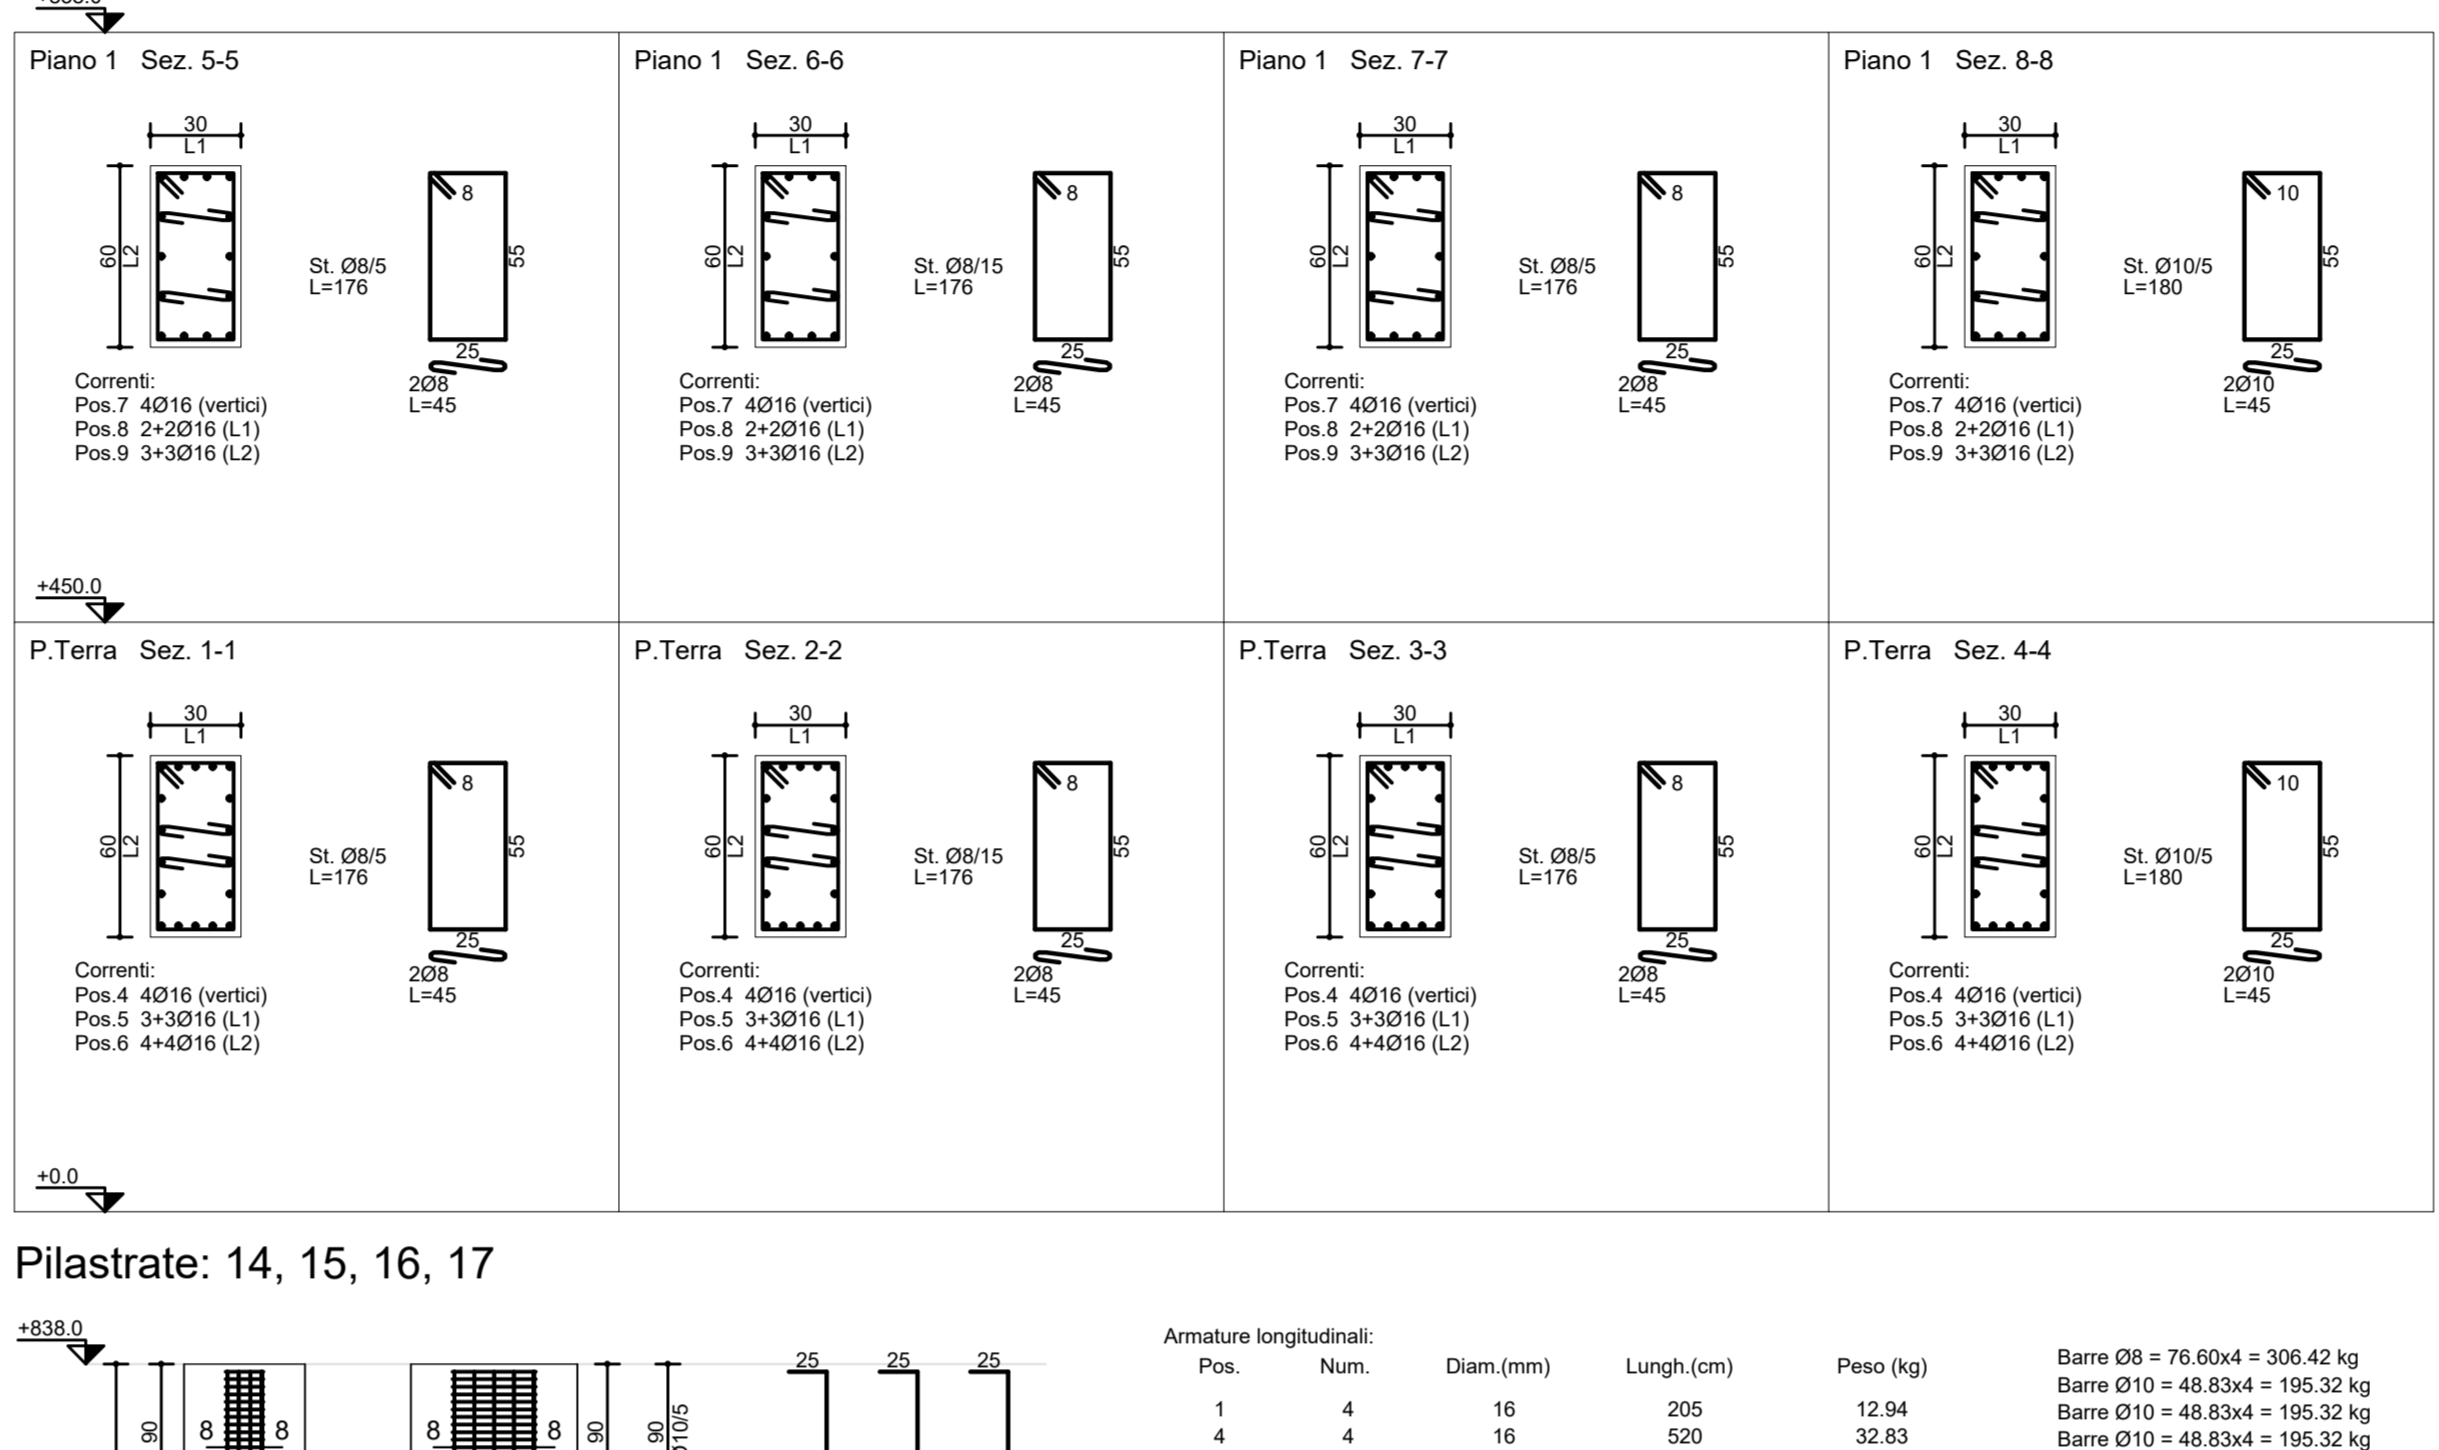 Piano 1 Sez. 5-5
30
L1
60
L2
St. Ø8/5
L=176
8
55
25
2Ø8
L=45
Correnti:
Pos.7 4Ø16 (vertici)
Pos.8 2+2Ø16 (L1)
Pos.9 3+3Ø16 (L2)
+450.0
Piano 1 Sez. 6-6
30
L1
60
L2
St. Ø8/15
L=176
8
55
25
2Ø8
L=45
Correnti:
Pos.7 4Ø16 (vertici)
Pos.8 2+2Ø16 (L1)
Pos.9 3+3Ø16 (L2)
Piano 1 Sez. 7-7
30
L1
60
L2
St. Ø8/5
L=176
8
55
25
2Ø8
L=45
Correnti:
Pos.7 4Ø16 (vertici)
Pos.8 2+2Ø16 (L1)
Pos.9 3+3Ø16 (L2)
Piano 1 Sez. 8-8
30
L1
60
L2
St. Ø10/5
L=180
10
55
25
2Ø10
L=45
Correnti:
Pos.7 4Ø16 (vertici)
Pos.8 2+2Ø16 (L1)
Pos.9 3+3Ø16 (L2)
P.Terra Sez. 1-1
30
L1
60
L2
St. Ø8/5
L=176
8
55
25
2Ø8
L=45
Correnti:
Pos.4 4Ø16 (vertici)
Pos.5 3+3Ø16 (L1)
Pos.6 4+4Ø16 (L2)
+0.0
P.Terra Sez. 2-2
30
L1
60
L2
St. Ø8/15
L=176
8
55
25
2Ø8
L=45
Correnti:
Pos.4 4Ø16 (vertici)
Pos.5 3+3Ø16 (L1)
Pos.6 4+4Ø16 (L2)
P.Terra Sez. 3-3
30
L1
60
L2
St. Ø8/5
L=176
8
55
25
2Ø8
L=45
Correnti:
Pos.4 4Ø16 (vertici)
Pos.5 3+3Ø16 (L1)
Pos.6 4+4Ø16 (L2)
P.Terra Sez. 4-4
30
L1
60
L2
St. Ø10/5
L=180
10
55
25
2Ø10
L=45
Correnti:
Pos.4 4Ø16 (vertici)
Pos.5 3+3Ø16 (L1)
Pos.6 4+4Ø16 (L2)
Pilastrate: 14, 15, 16, 17
+838.0
90
8 8
8 8
90
90
25 25 25
Armature longitudinali:
Pos. Num. Diam.(mm) Lungh.(cm) Peso (kg)
1 4 16 205 12.94
4 4 16 520 32.83
Barre Ø8 = 76.60x4 = 306.42 kg
Barre Ø10 = 48.83x4 = 195.32 kg
Barre Ø10 = 48.83x4 = 195.32 kg
Barre Ø10 = 48.83x4 = 195.32 kg